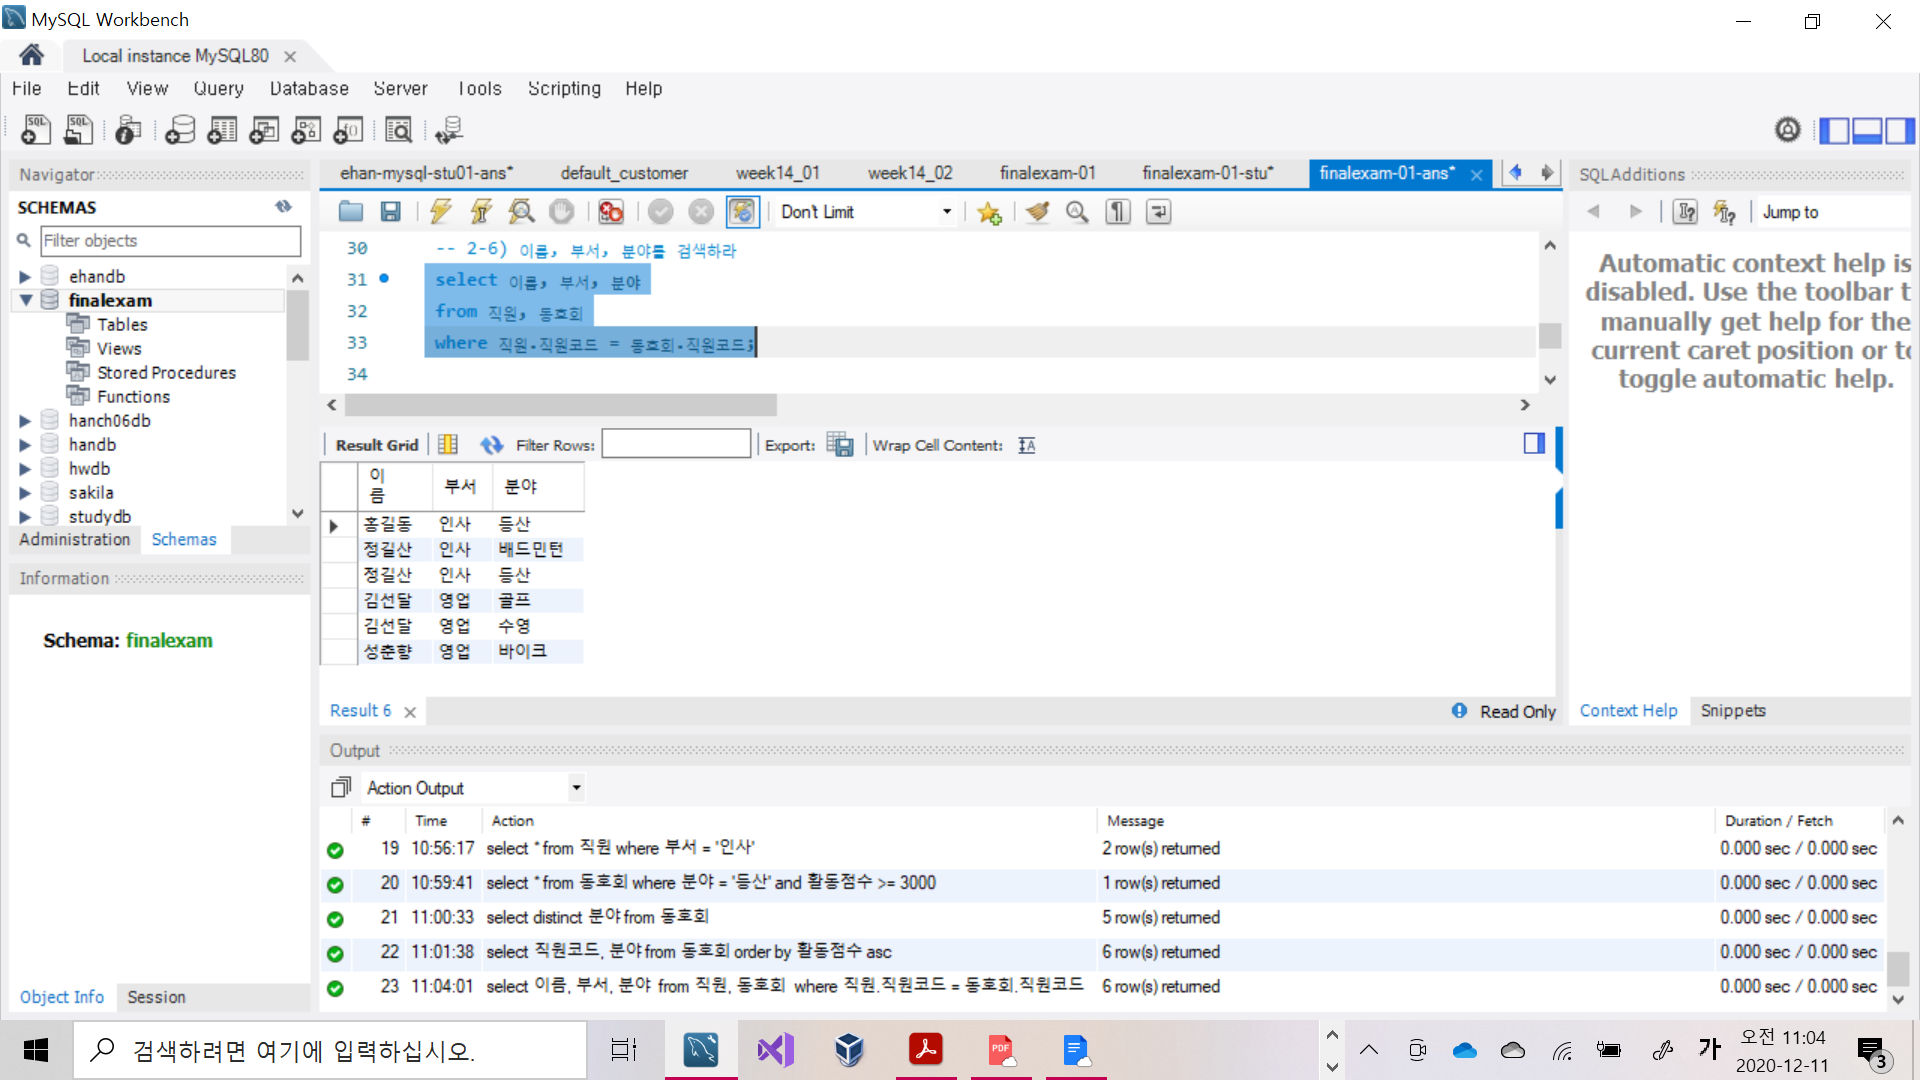 MySQL Workbench
Local instance MySQL80
File Edit View Query Database Server Tools Scripting Help
Navigator
SCHEMAS
Filter objects
ehandb
finalexam
Tables
Views
Stored Procedures
Functions
hanch06db
handb
hwdb
sakila
studydb
Administration Schemas
Information
Schema: finalexam
Object Info Session
ehan-mysql-stu01-ans* default_customer week14_01 week14_02 finalexam-01 finalexam-01-stu* finalexam-01-ans*
Don't Limit
30 -- 2-6) 이름, 부서, 분야를 검색하라
31 select 이름, 부서, 분야
32 from 직원, 동호회
33 where 직원.직원코드 = 동호회.직원코드;
34
Result Grid Filter Rows: Export: Wrap Cell Content:
이름 부서 분야
홍길동 인사 등산
정길산 인사 배드민턴
정길산 인사 등산
김선달 영업 골프
김선달 영업 수영
성춘향 영업 바이크
Result 6 Read Only
SQLAdditions
Jump to
Automatic context help is
disabled. Use the toolbar t
manually get help for the
current caret position or to
toggle automatic help.
Context Help Snippets
Output
Action Output
# Time Action Message Duration / Fetch
19 10:56:17 select * from 직원 where 부서 = '인사' 2 row(s) returned 0.000 sec / 0.000 sec
20 10:59:41 select * from 동호회 where 분야 = '등산' and 활동점수 >= 3000 1 row(s) returned 0.000 sec / 0.000 sec
21 11:00:33 select distinct 분야 from 동호회 5 row(s) returned 0.000 sec / 0.000 sec
22 11:01:38 select 직원코드, 분야 from 동호회 order by 활동점수 asc 6 row(s) returned 0.000 sec / 0.000 sec
23 11:04:01 select 이름, 부서, 분야 from 직원, 동호회 where 직원.직원코드 = 동호회.직원코드 6 row(s) returned 0.000 sec / 0.000 sec
검색하려면 여기에 입력하십시오.
PDF
가
오전 11:04
2020-12-11
3